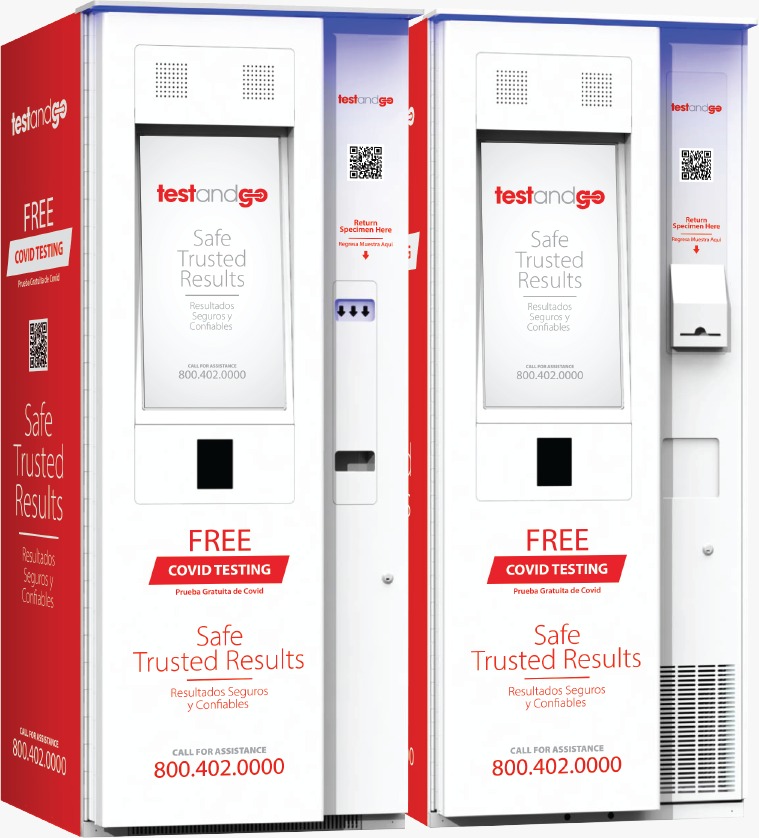 testandgo
FREE
COVID TESTING
Prueba Gratuita de Covid
Safe
Trusted
Results
Resultados
Seguros y
Confiables
CALL FOR ASSISTANCE
800.402.0000
testandgo
Safe
Trusted
Results
Resultados
Seguros y
Confiables
CALL FOR ASSISTANCE
800.402.0000
FREE
COVID TESTING
Prueba Gratuita de Covid
Safe
Trusted Results
Resultados Seguros
y Confiables
CALL FOR ASSISTANCE
800.402.0000
testandgo
Return
Specimen Here
Regresa Muestra Aqui
testandgo
Safe
Trusted
Results
Resultados
Seguros y
Confiables
CALL FOR ASSISTANCE
800.402.0000
FREE
COVID TESTING
Prueba Gratuita de Covid
Safe
Trusted Results
Resultados Seguros
y Confiables
CALL FOR ASSISTANCE
800.402.0000
testandgo
Return
Specimen Here
Regresa Muestra Aqui